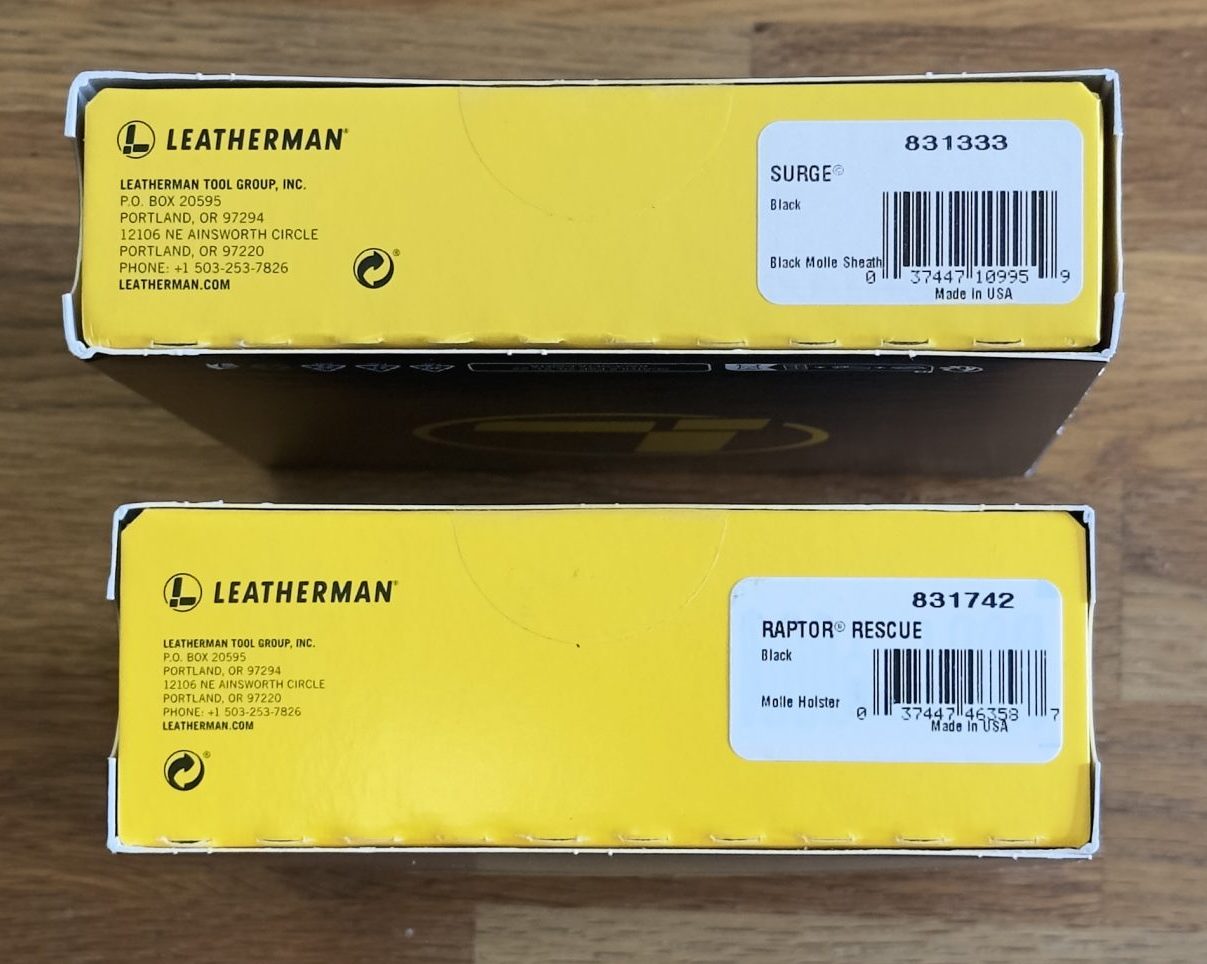 LEATHERMAN®
LEATHERMAN TOOL GROUP, INC.
P.O. BOX 20595
PORTLAND, OR 97294
12106 NE AINSWORTH CIRCLE
PORTLAND, OR 97220
PHONE: +1 503-253-7826
LEATHERMAN.COM
®
831333
SURGE®
Black
Black Molle Sheath
0 37447 10995 9
Made In USA
LEATHERMAN®
LEATHERMAN TOOL GROUP, INC.
P.O. BOX 20595
PORTLAND, OR 97294
12106 NE AINSWORTH CIRCLE
PORTLAND, OR 97220
PHONE: +1 503-253-7826
LEATHERMAN.COM
®
831742
RAPTOR® RESCUE
Black
Molle Holster
0 37447 46358 7
Made In USA